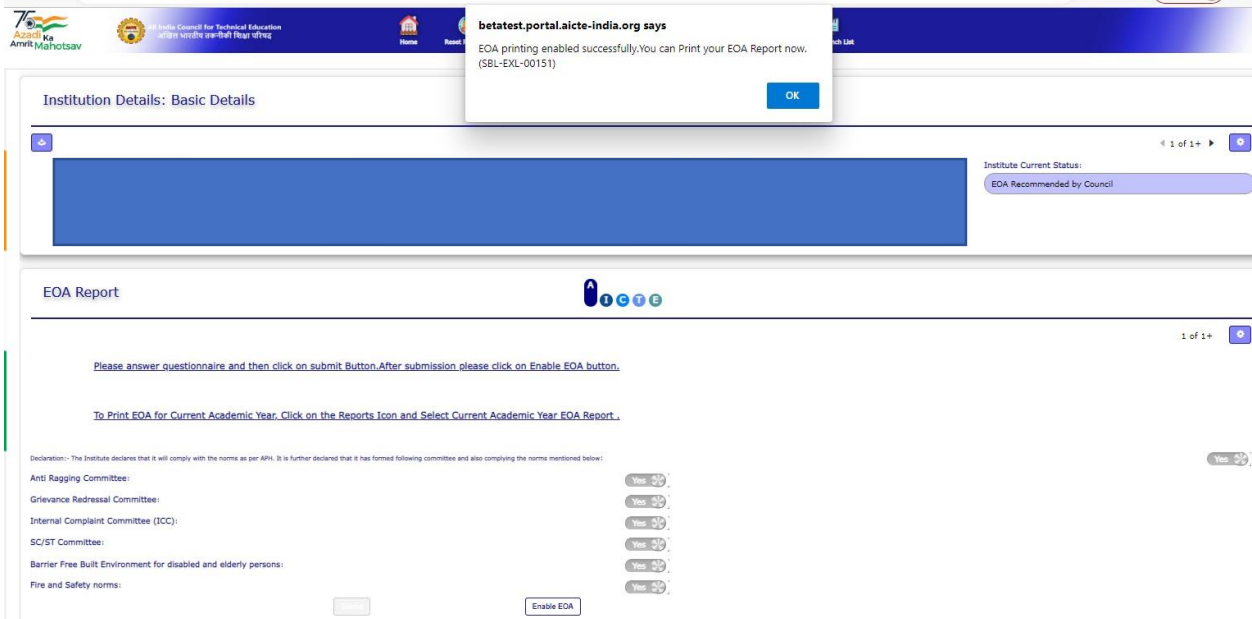 75
Azadi Ka
Amrit Mahotsav
India Council for Technical Education
अखिल भारतीय तकनीकी शिक्षा परिषद्
Home
Reset
betatest.portal.aicte-india.org says
EOA printing enabled successfully.You can Print your EOA Report now.
(SBL-EXL-00151)
OK
List
Institution Details: Basic Details
1 of 1+
Institute Current Status:
EOA Recommended by Council
EOA Report
A I C T E
1 of 1+
Please answer questionnaire and then click on submit Button.After submission please click on Enable EOA button.
To Print EOA for Current Academic Year, Click on the Reports Icon and Select Current Academic Year EOA Report .
Declaration:- The Institute declares that it will comply with the norms as per APH. It is further declared that it has formed following committee and also complying the norms mentioned below:
Yes
Anti Ragging Committee:
Yes
Grievance Redressal Committee:
Yes
Internal Complaint Committee (ICC):
Yes
SC/ST Committee:
Yes
Barrier Free Built Environment for disabled and elderly persons:
Yes
Fire and Safety norms:
Yes
Enable EOA